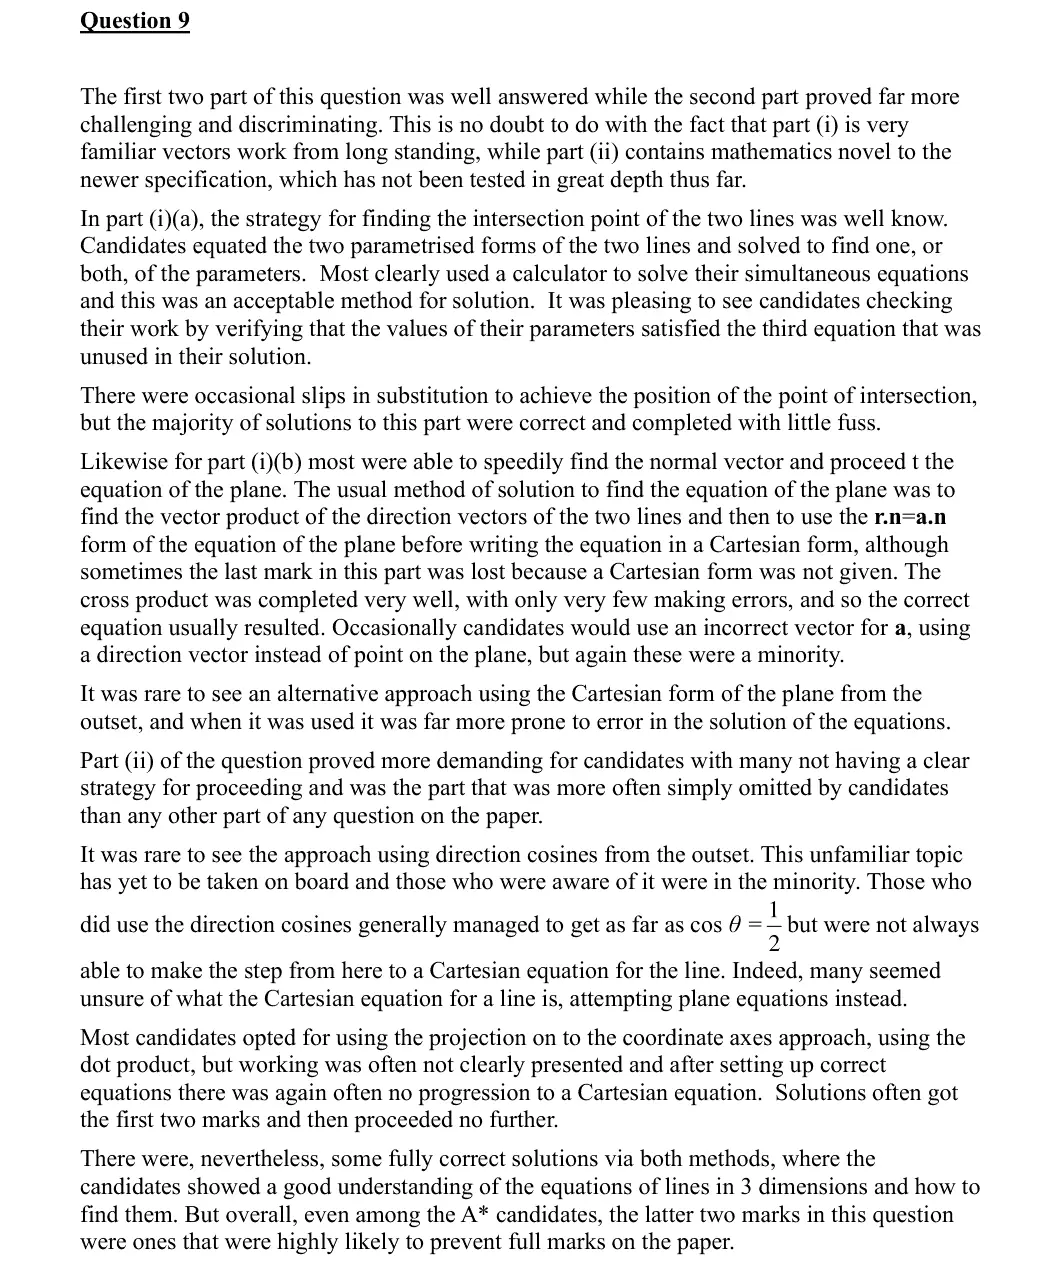 Question 9
The first two part of this question was well answered while the second part proved far more
challenging and discriminating. This is no doubt to do with the fact that part (i) is very
familiar vectors work from long standing, while part (ii) contains mathematics novel to the
newer specification, which has not been tested in great depth thus far.
In part (i)(a), the strategy for finding the intersection point of the two lines was well know.
Candidates equated the two parametrised forms of the two lines and solved to find one, or
both, of the parameters.  Most clearly used a calculator to solve their simultaneous equations
and this was an acceptable method for solution.  It was pleasing to see candidates checking
their work by verifying that the values of their parameters satisfied the third equation that was
unused in their solution.
There were occasional slips in substitution to achieve the position of the point of intersection,
but the majority of solutions to this part were correct and completed with little fuss.
Likewise for part (i)(b) most were able to speedily find the normal vector and proceed t the
equation of the plane. The usual method of solution to find the equation of the plane was to
find the vector product of the direction vectors of the two lines and then to use the r.n=a.n
form of the equation of the plane before writing the equation in a Cartesian form, although
sometimes the last mark in this part was lost because a Cartesian form was not given. The
cross product was completed very well, with only very few making errors, and so the correct
equation usually resulted. Occasionally candidates would use an incorrect vector for a, using
a direction vector instead of point on the plane, but again these were a minority.
It was rare to see an alternative approach using the Cartesian form of the plane from the
outset, and when it was used it was far more prone to error in the solution of the equations.
Part (ii) of the question proved more demanding for candidates with many not having a clear
strategy for proceeding and was the part that was more often simply omitted by candidates
than any other part of any question on the paper.
It was rare to see the approach using direction cosines from the outset. This unfamiliar topic
has yet to be taken on board and those who were aware of it were in the minority. Those who
did use the direction cosines generally managed to get as far as cos θ = 1/2 but were not always
able to make the step from here to a Cartesian equation for the line. Indeed, many seemed
unsure of what the Cartesian equation for a line is, attempting plane equations instead.
Most candidates opted for using the projection on to the coordinate axes approach, using the
dot product, but working was often not clearly presented and after setting up correct
equations there was again often no progression to a Cartesian equation.  Solutions often got
the first two marks and then proceeded no further.
There were, nevertheless, some fully correct solutions via both methods, where the
candidates showed a good understanding of the equations of lines in 3 dimensions and how to
find them. But overall, even among the A* candidates, the latter two marks in this question
were ones that were highly likely to prevent full marks on the paper.